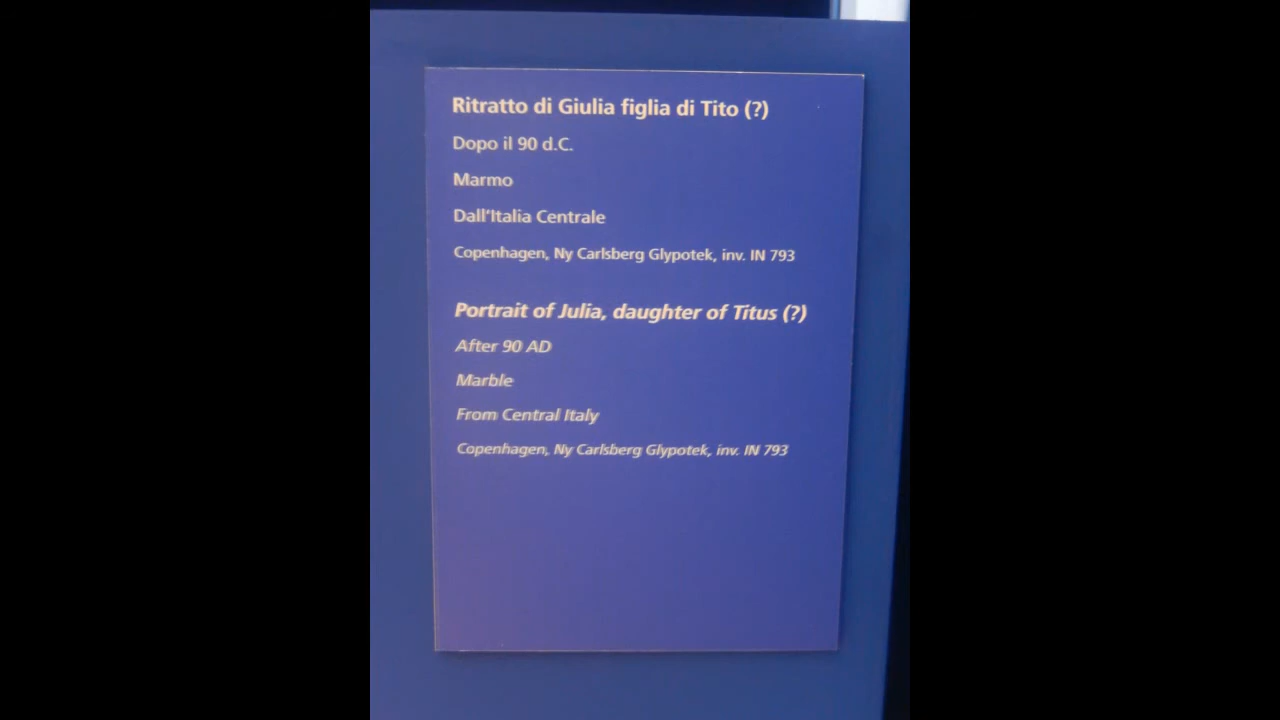 Ritratto di Giulia figlia di Tito (?)
Dopo il 90 d.C.
Marmo
Dall'Italia Centrale
Copenhagen, Ny Carlsberg Glypotek, inv. IN 793
Portrait of Julia, daughter of Titus (?)
After 90 AD
Marble
From Central Italy
Copenhagen, Ny Carlsberg Glypotek, inv. IN 793